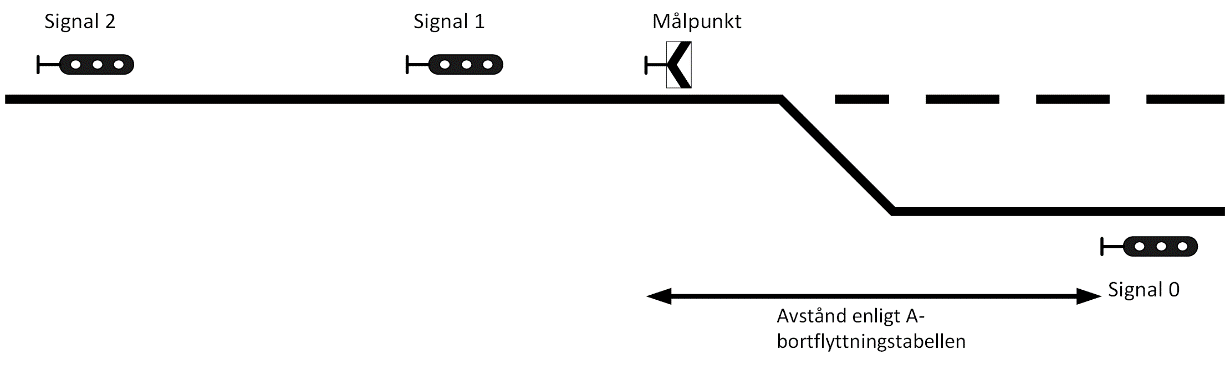 Signal 2
Signal 1
Målpunkt
Signal 0
Avstånd enligt A-
bortflyttningstabellen